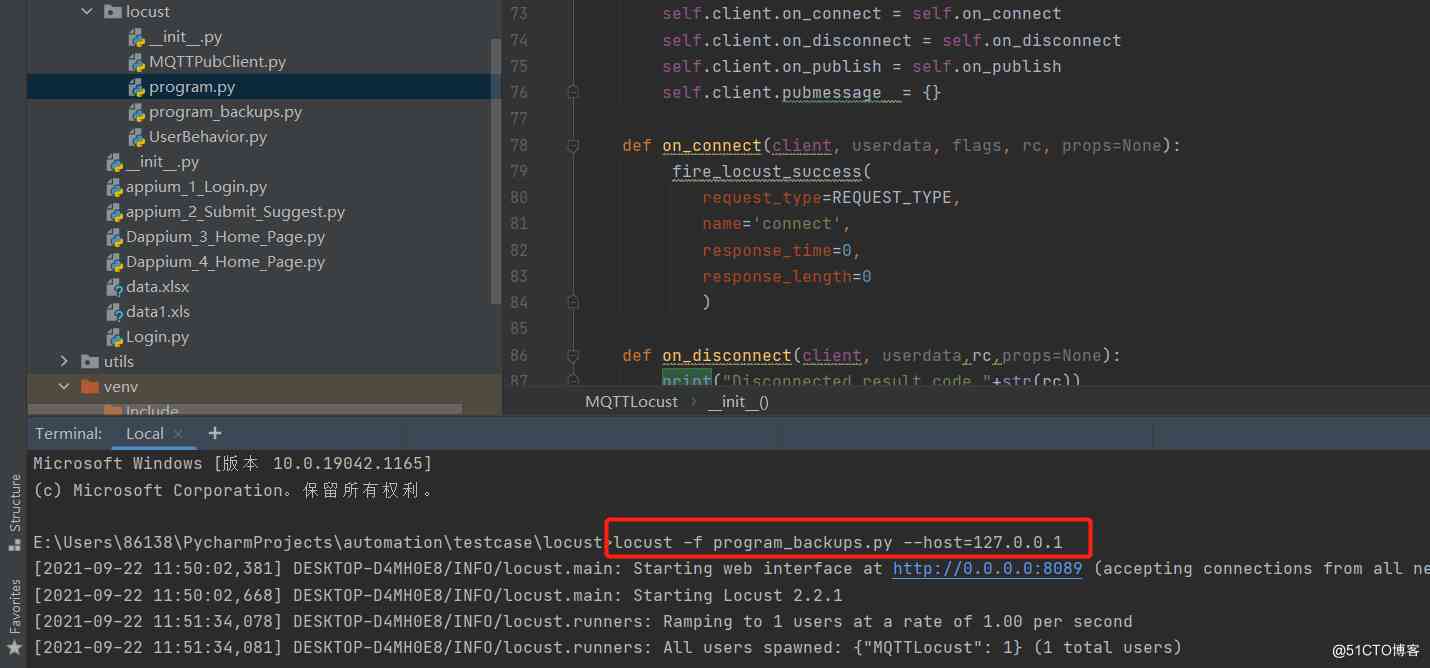 locust
__init__.py
MQTTPubClient.py
program.py
program_backups.py
UserBehavior.py
__init__.py
appium_1_Login.py
appium_2_Submit_Suggest.py
Dappium_3_Home_Page.py
Dappium_4_Home_Page.py
data.xlsx
data1.xls
Login.py
utils
venv
Include
73 self.client.on_connect = self.on_connect
74 self.client.on_disconnect = self.on_disconnect
75 self.client.on_publish = self.on_publish
76 self.client.pubmessage = {}
77
78 def on_connect(client, userdata, flags, rc, props=None):
79 fire_locust_success(
80 request_type=REQUEST_TYPE,
81 name='connect',
82 response_time=0,
83 response_length=0
84 )
85
86 def on_disconnect(client, userdata,rc,props=None):
87 print("Disconnected result code "+str(rc))
MQTTLocust › __init__()
Terminal: Local × +
Microsoft Windows [版本 10.0.19042.1165]
(c) Microsoft Corporation。保留所有权利。
E:\Users\86138\PycharmProjects\automation\testcase\locust>locust -f program_backups.py --host=127.0.0.1
[2021-09-22 11:50:02,381] DESKTOP-D4MH0E8/INFO/locust.main: Starting web interface at http://0.0.0.0:8089 (accepting connections from all ne
[2021-09-22 11:50:02,668] DESKTOP-D4MH0E8/INFO/locust.main: Starting Locust 2.2.1
[2021-09-22 11:51:34,078] DESKTOP-D4MH0E8/INFO/locust.runners: Ramping to 1 users at a rate of 1.00 per second
[2021-09-22 11:51:34,081] DESKTOP-D4MH0E8/INFO/locust.runners: All users spawned: {"MQTTLocust": 1} (1 total users)
Structure
Favorites
@51CTO博客